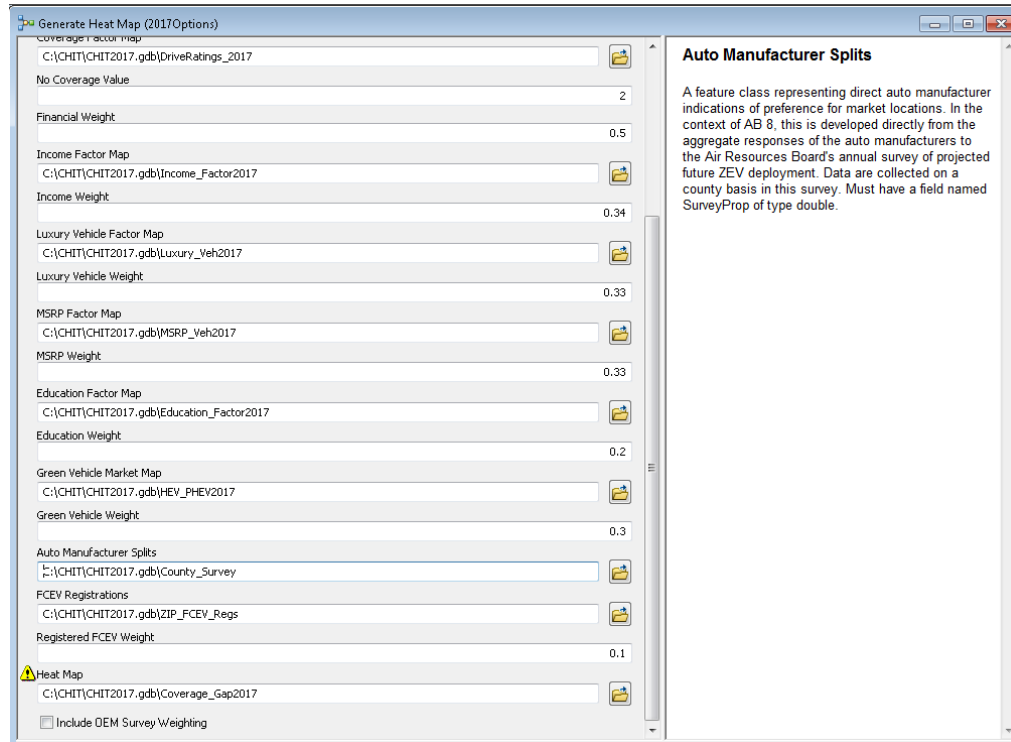 Generate Heat Map (2017Options)
Coverage Factor Map
C:\CHIT\CHIT2017.gdb\DriveRatings_2017
No Coverage Value
2
Financial Weight
0.5
Income Factor Map
C:\CHIT\CHIT2017.gdb\Income_Factor2017
Income Weight
0.34
Luxury Vehicle Factor Map
C:\CHIT\CHIT2017.gdb\Luxury_Veh2017
Luxury Vehicle Weight
0.33
MSRP Factor Map
C:\CHIT\CHIT2017.gdb\MSRP_Veh2017
MSRP Weight
0.33
Education Factor Map
C:\CHIT\CHIT2017.gdb\Education_Factor2017
Education Weight
0.2
Green Vehicle Market Map
C:\CHIT\CHIT2017.gdb\HEV_PHEV2017
Green Vehicle Weight
0.3
Auto Manufacturer Splits
C:\CHIT\CHIT2017.gdb\County_Survey
FCEV Registrations
C:\CHIT\CHIT2017.gdb\ZIP_FCEV_Regs
Registered FCEV Weight
0.1
Heat Map
C:\CHIT\CHIT2017.gdb\Coverage_Gap2017
Include OEM Survey Weighting
Auto Manufacturer Splits
A feature class representing direct auto manufacturer
indications of preference for market locations. In the
context of AB 8, this is developed directly from the
aggregate responses of the auto manufacturers to
the Air Resources Board's annual survey of projected
future ZEV deployment. Data are collected on a
county basis in this survey. Must have a field named
SurveyProp of type double.